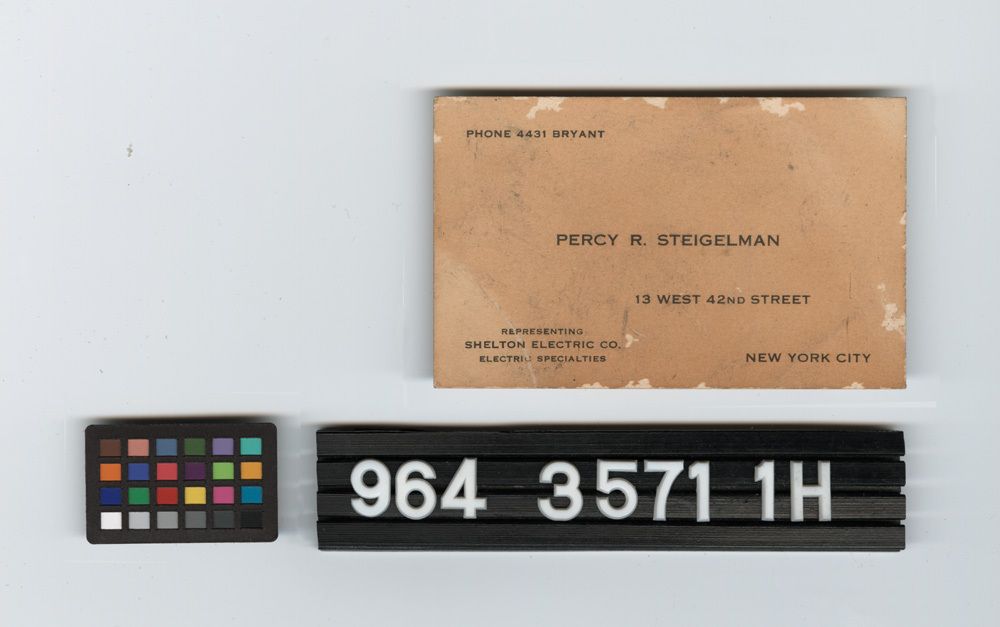 PHONE 4431 BRYANT
PERCY R. STEIGELMAN
13 WEST 42ND STREET
REPRESENTING
SHELTON ELECTRIC CO.
ELECTRIC SPECIALTIES
NEW YORK CITY
964 3571 1H